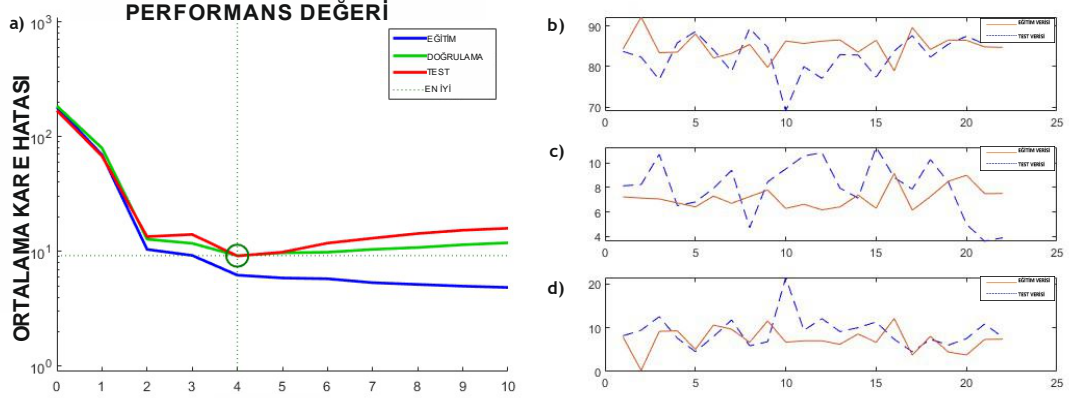 PERFORMANS DEĞERİ
a)
ORTALAMA KAR E HATASI
10³
10²
10¹
10⁰
EĞİTİM
DOĞRULAMA
TEST
EN İYİ
0 1 2 3 4 5 6 7 8 9 10
b)
90
80
70
EĞİTİM VERİSİ
TEST VERİSİ
0 5 10 15 20 25
c)
10
8
6
4
EĞİTİM VERİSİ
TEST VERİSİ
0 5 10 15 20 25
d)
20
10
0
EĞİTİM VERİSİ
TEST VERİSİ
0 5 10 15 20 25